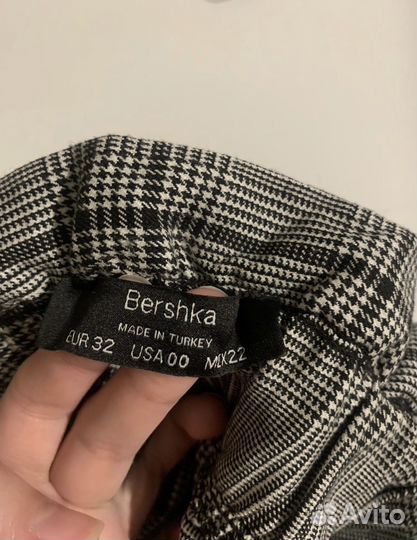 Bershka
MADE IN TURKEY
EUR 32 USA 00 MEX 22
Avito